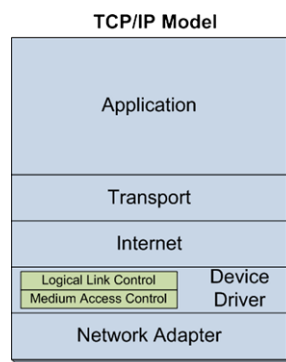 TCP/IP Model
Application
Transport
Internet
Logical Link Control
Medium Access Control
Device
Driver
Network Adapter